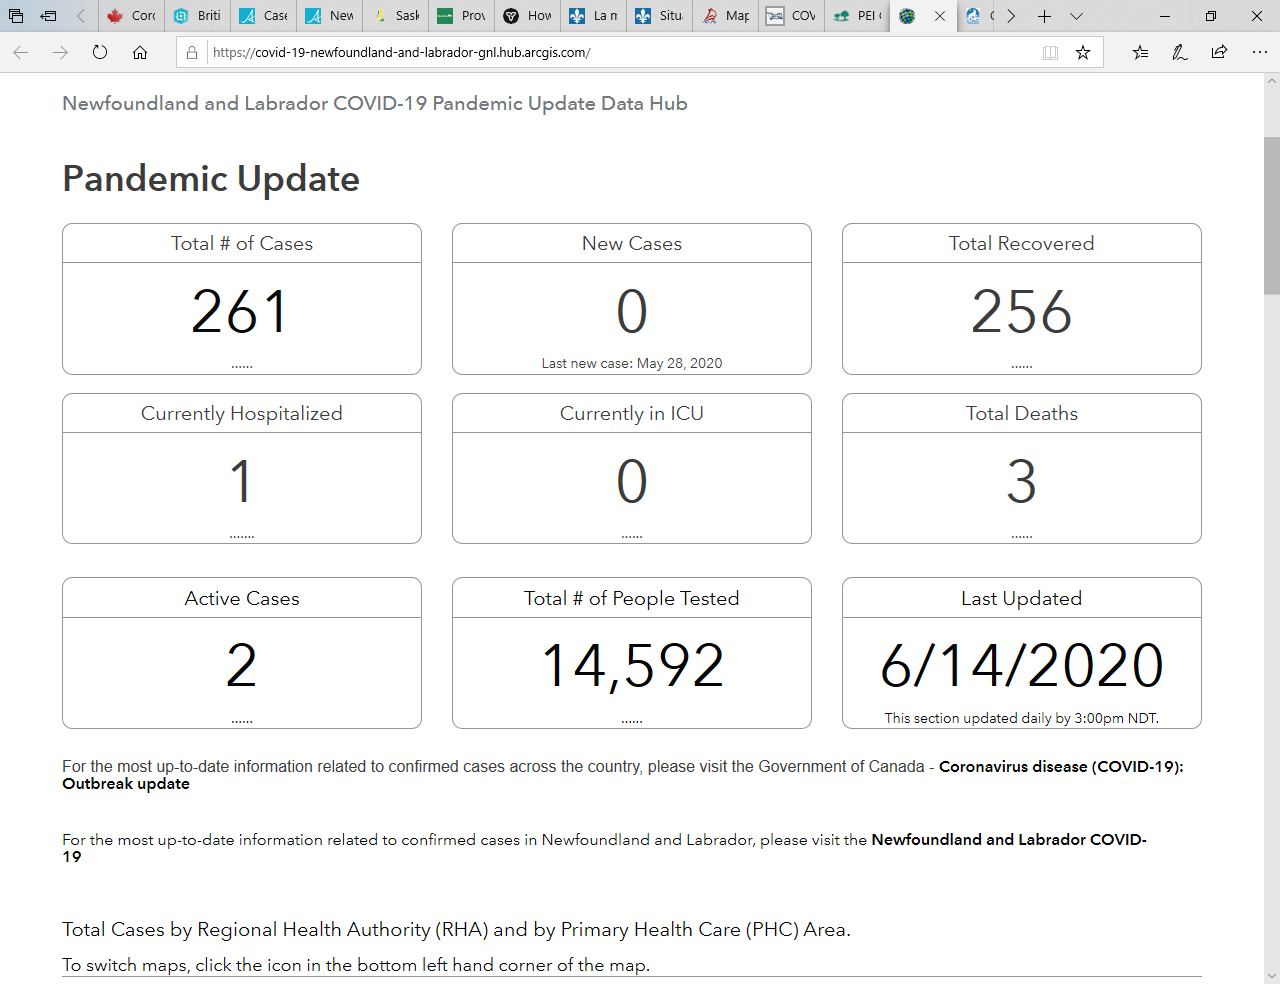 Coro
Briti
Case
New
Sask
Prov
How
La m
Situ
Map
COV
PEI
https://covid-19-newfoundland-and-labrador-gnl.hub.arcgis.com/
Newfoundland and Labrador COVID-19 Pandemic Update Data Hub
Pandemic Update
Total # of Cases
New Cases
Total Recovered
261
0
256
......
Last new case: May 28, 2020
......
Currently Hospitalized
Currently in ICU
Total Deaths
1
0
3
.......
......
......
Active Cases
Total # of People Tested
Last Updated
2
14,592
6/14/2020
......
......
This section updated daily by 3:00pm NDT.
For the most up-to-date information related to confirmed cases across the country, please visit the Government of Canada - Coronavirus disease (COVID-19):
Outbreak update
For the most up-to-date information related to confirmed cases in Newfoundland and Labrador, please visit the Newfoundland and Labrador COVID-
19
Total Cases by Regional Health Authority (RHA) and by Primary Health Care (PHC) Area.
To switch maps, click the icon in the bottom left hand corner of the map.